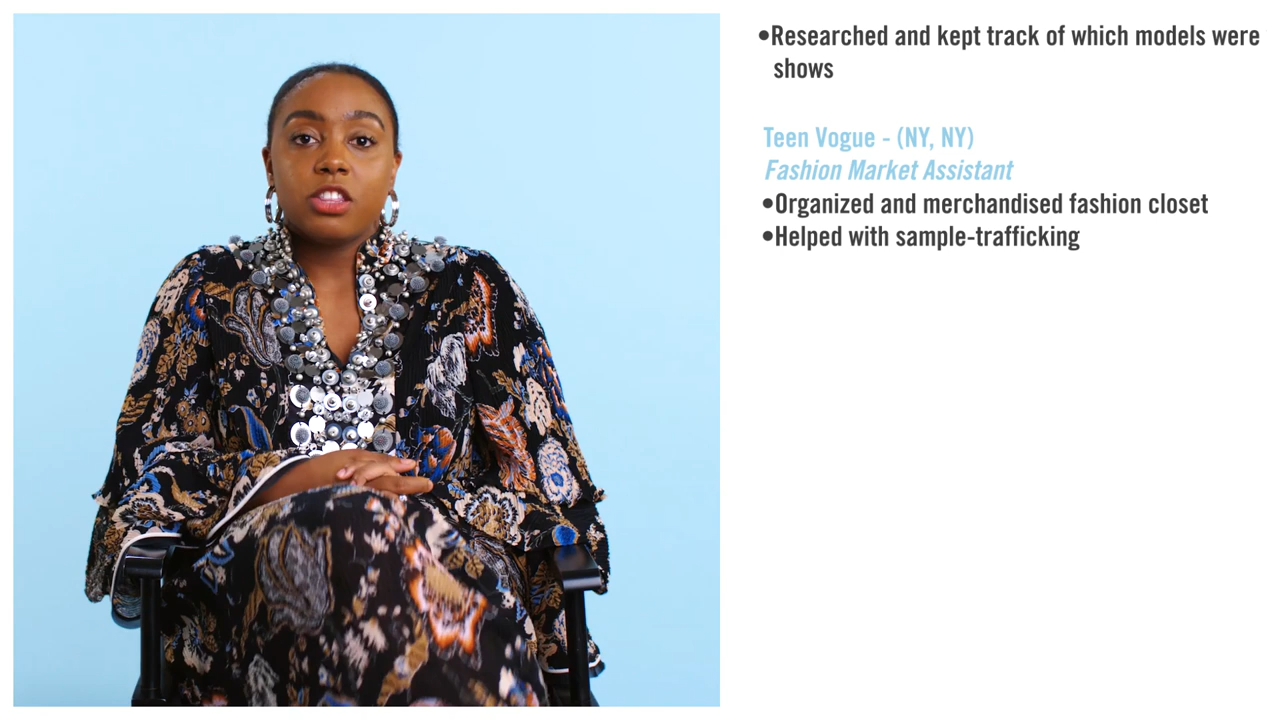 •Researched and kept track of which models were
shows
Teen Vogue - (NY, NY)
Fashion Market Assistant
•Organized and merchandised fashion closet
•Helped with sample-trafficking